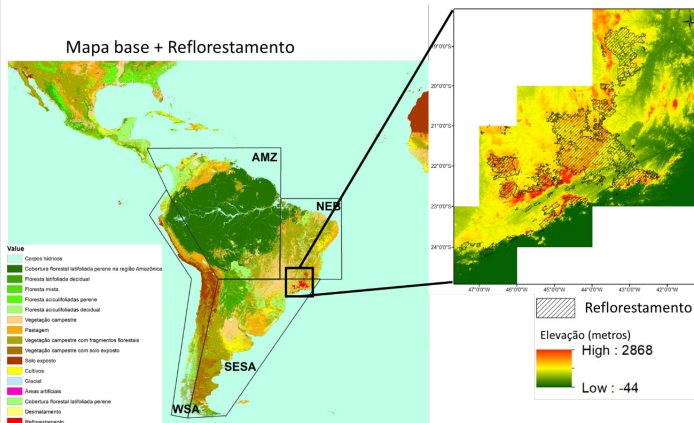 Mapa base + Reflorestamento
AMZ
NEB
SESA
WSA
Value
Corpos hídricos
Cobertura florestal latifoliada perene na região Amazônica
Floresta latifoliada decidual
Floresta mista
Floresta aciculifoliadas perene
Floresta aciculifoliadas decidual
Vegetação campestre
Pastagem
Vegetação campestre com fragmentos florestais
Vegetação campestre com solo exposto
Solo exposto
Cultivos
Glacial
Áreas artificiais
Cobertura florestal latifoliada perene
Desmatamento
Reflorestamento
19°0'0"S
20°0'0"S
21°0'0"S
22°0'0"S
23°0'0"S
24°0'0"S
47°0'0"W
46°0'0"W
45°0'0"W
44°0'0"W
43°0'0"W
42°0'0"W
Reflorestamento
Elevação (metros)
High : 2868
Low : -44